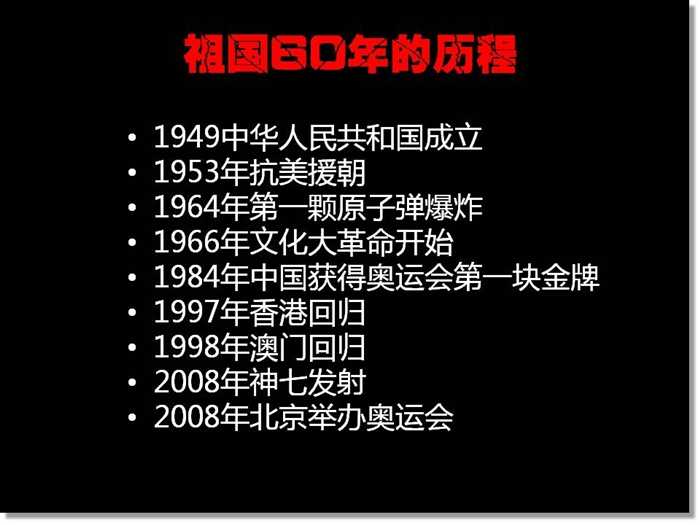 祖国60年的历程
• 1949中华人民共和国成立
• 1953年抗美援朝
• 1964年第一颗原子弹爆炸
• 1966年文化大革命开始
• 1984年中国获得奥运会第一块金牌
• 1997年香港回归
• 1998年澳门回归
• 2008年神七发射
• 2008年北京举办奥运会